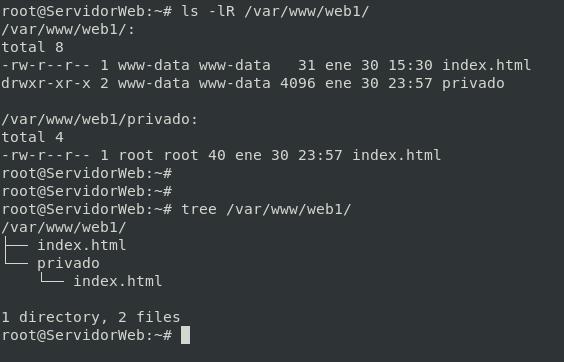 root@ServidorWeb:~# ls -lR /var/www/web1/
/var/www/web1/:
total 8
-rw-r--r-- 1 www-data www-data   31 ene 30 15:30 index.html
drwxr-xr-x 2 www-data www-data 4096 ene 30 23:57 privado

/var/www/web1/privado:
total 4
-rw-r--r-- 1 root root 40 ene 30 23:57 index.html
root@ServidorWeb:~#
root@ServidorWeb:~#
root@ServidorWeb:~# tree /var/www/web1/
/var/www/web1/
├── index.html
└── privado
    └── index.html

1 directory, 2 files
root@ServidorWeb:~#